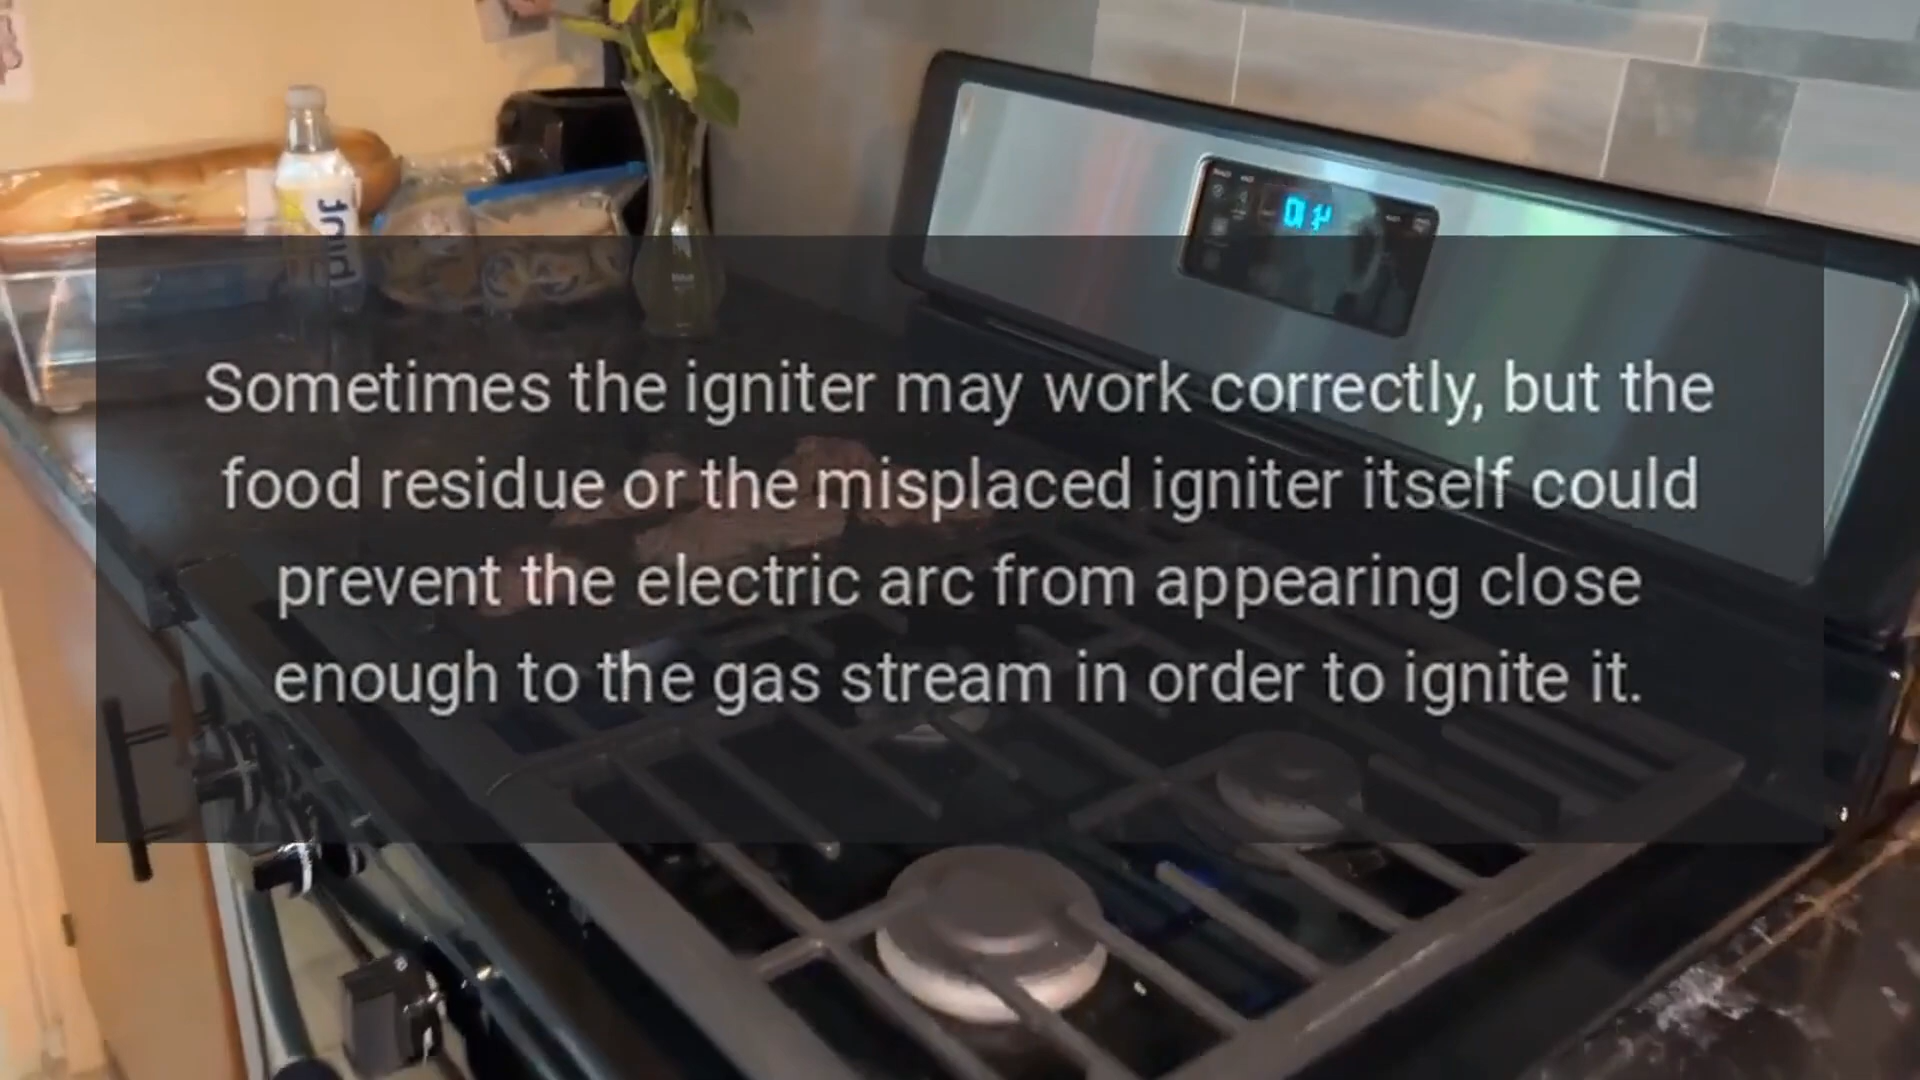 Sometimes the igniter may work correctly, but the
food residue or the misplaced igniter itself could
prevent the electric arc from appearing close
enough to the gas stream in order to ignite it.